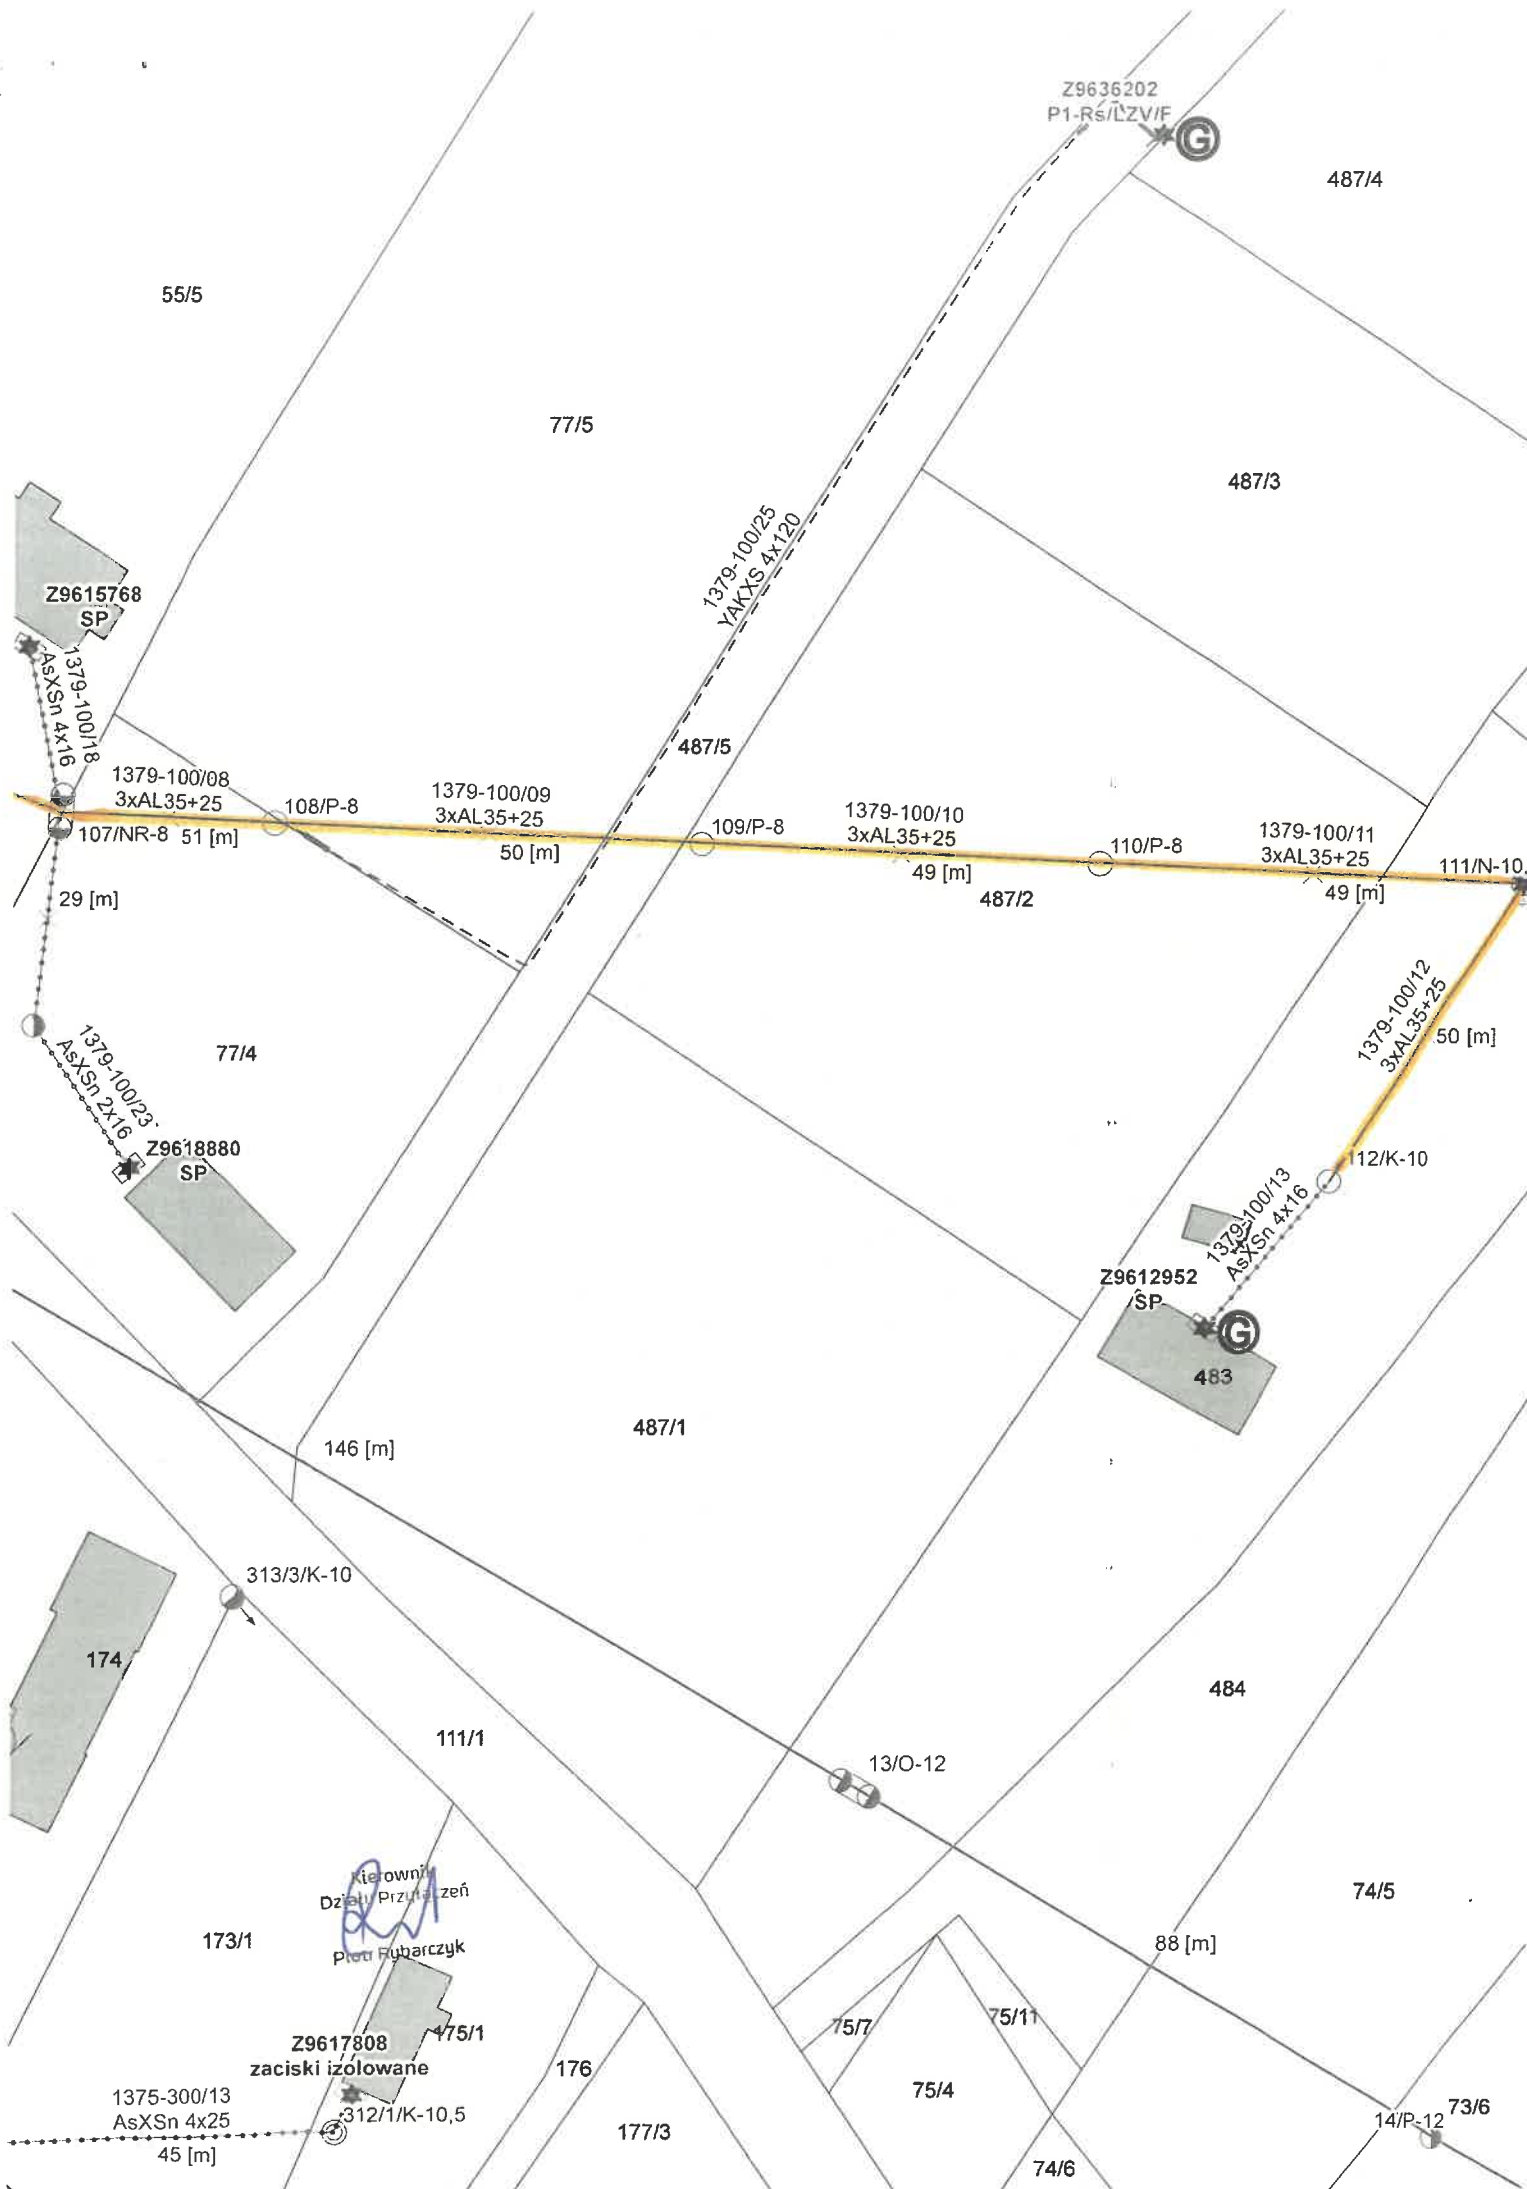 Z9636202
P1-Rs/LZV/F
G
487/4
55/5
77/5
487/3
1379-100/25
YAKXS 4x120
Z9615768
SP
1379-100/18
AsXSn 4x16
487/5
1379-100/08
3xAL35+25
108/P-8
1379-100/09
3xAL35+25
109/P-8
1379-100/10
3xAL35+25
110/P-8
1379-100/11
3xAL35+25
111/N-10,
107/NR-8
51 [m]
50 [m]
49 [m]
49 [m]
487/2
29 [m]
1379-100/12
3xAL35+25
50 [m]
77/4
1379-100/23
AsXSn 2x16
Z9618880
SP
112/K-10
1379-100/13
AsXSn 4x16
Z9612952
SP
G
483
487/1
146 [m]
313/3/K-10
174
484
111/1
13/O-12
Kierownik
Działu Przyłączeń
Piotr Rybarczyk
74/5
173/1
88 [m]
75/7
75/11
175/1
Z9617808
zaciski izolowane
176
75/4
1375-300/13
AsXSn 4x25
312/1/K-10,5
45 [m]
177/3
73/6
14/P-12
74/6